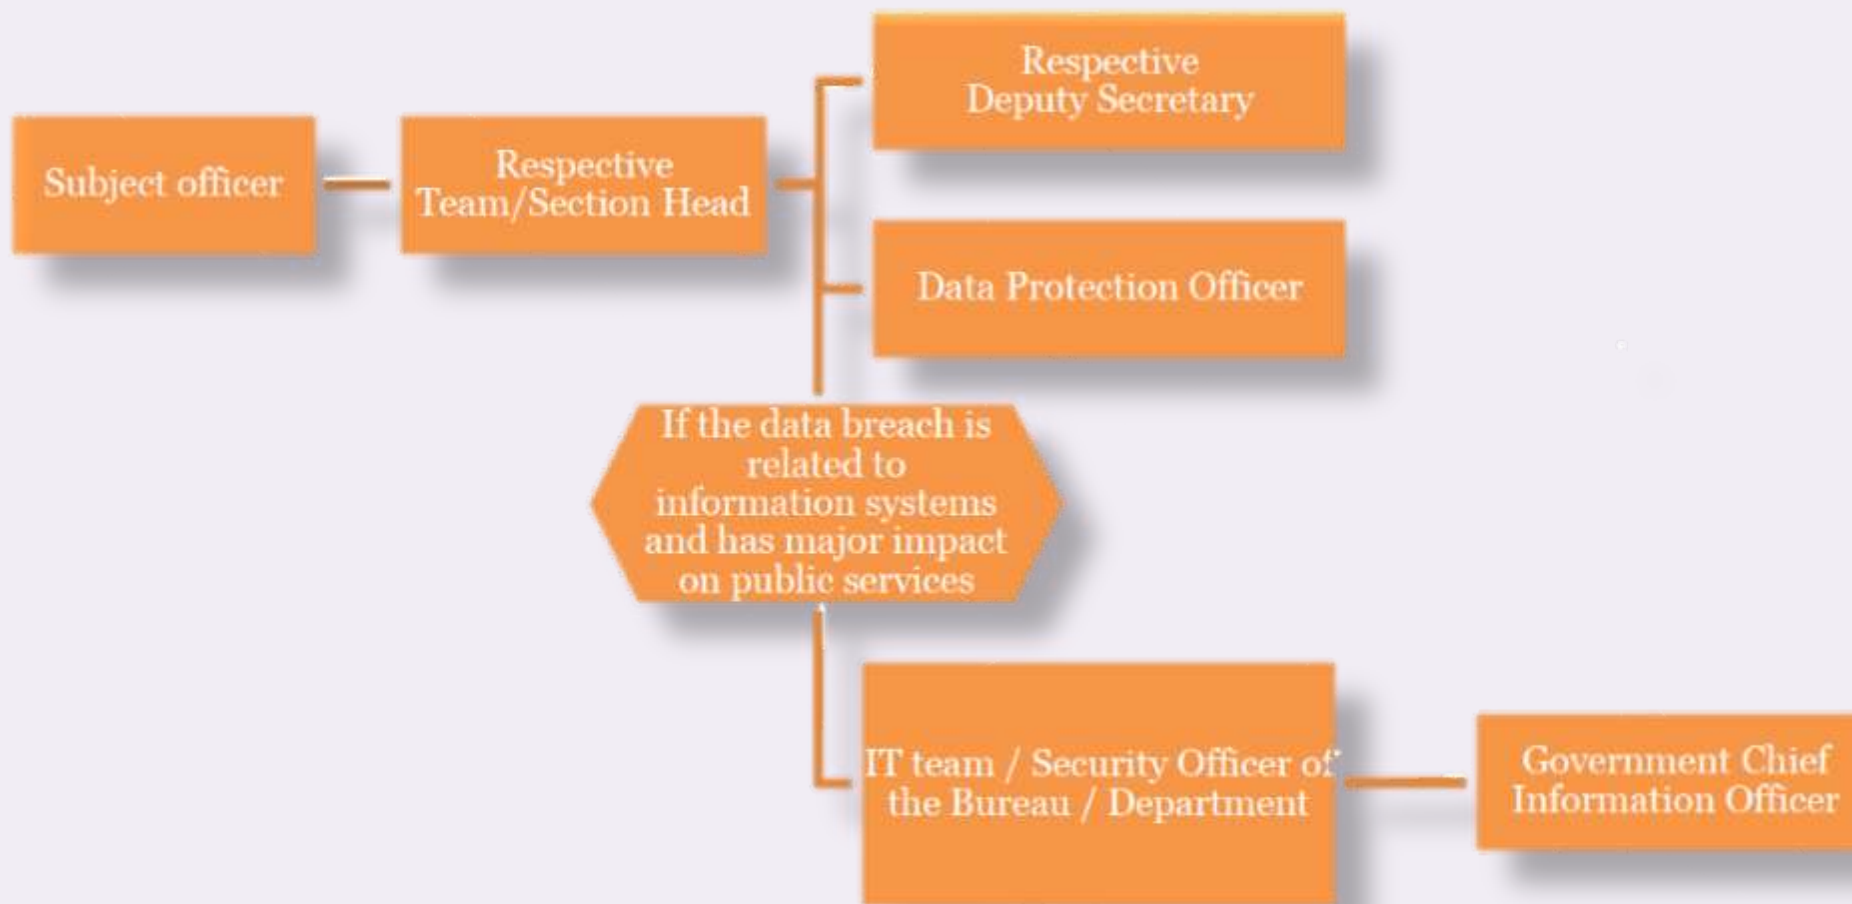 Subject officer
Respective
Team/Section Head
Respective
Deputy Secretary
Data Protection Officer
If the data breach is
related to
information systems
and has major impact
on public services
IT team / Security Officer of
the Bureau / Department
Government Chief
Information Officer